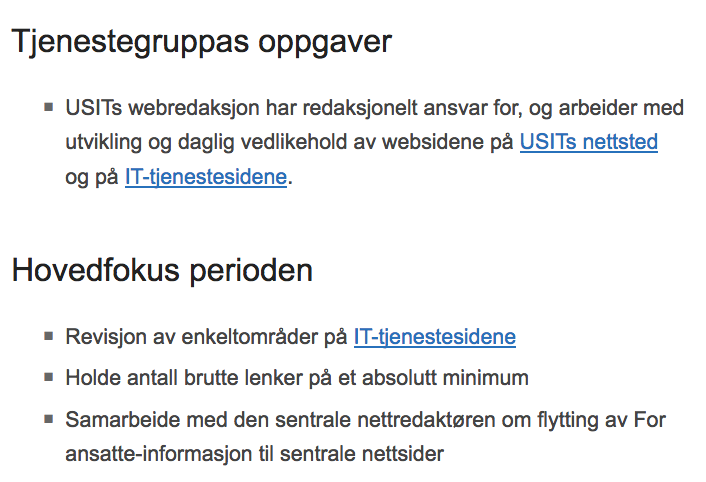 Tjenestegruppas oppgaver
USITs webredaksjon har redaksjonelt ansvar for, og arbeider med
utvikling og daglig vedlikehold av websidene på USITs nettsted
og på IT-tjenestesidene.
Hovedfokus perioden
Revisjon av enkeltområder på IT-tjenestesidene
Holde antall brutte lenker på et absolutt minimum
Samarbeide med den sentrale nettredaktøren om flytting av For
ansatte-informasjon til sentrale nettsider